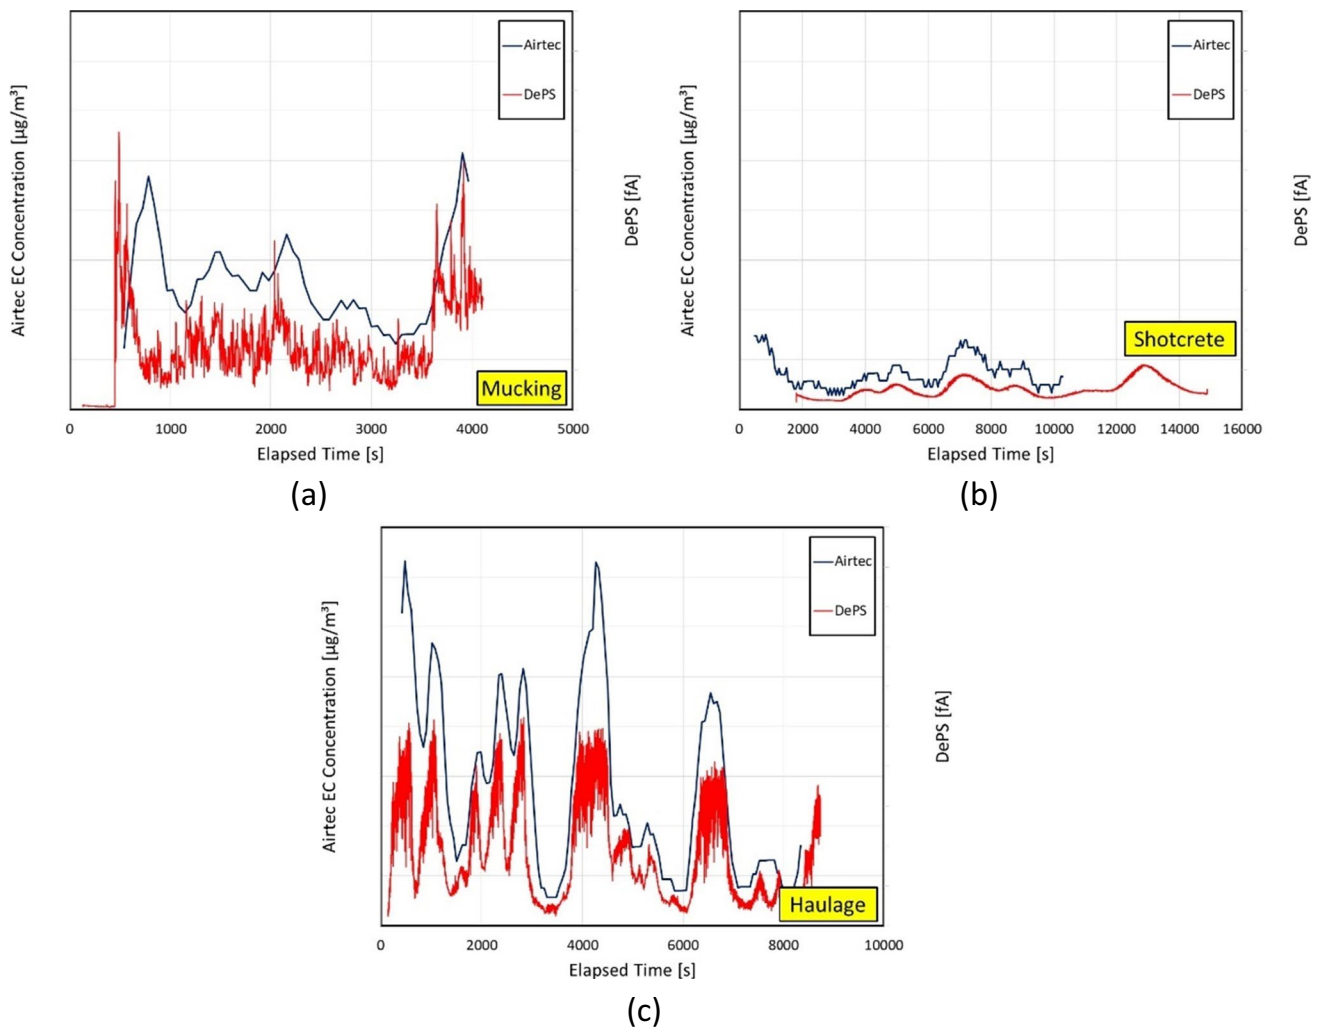 Airtec EC Concentration [µg/m³]
Airtec
DePS
Mucking
DePS [fA]
0 1000 2000 3000 4000 5000
Elapsed Time [s]
(a)
Airtec EC Concentration [µg/m³]
Airtec
DePS
Shotcrete
DePS [fA]
0 2000 4000 6000 8000 10000 12000 14000 16000
Elapsed Time [s]
(b)
Airtec EC Concentration [µg/m³]
Airtec
DePS
Haulage
DePS [fA]
0 2000 4000 6000 8000 10000
Elapsed Time [s]
(c)